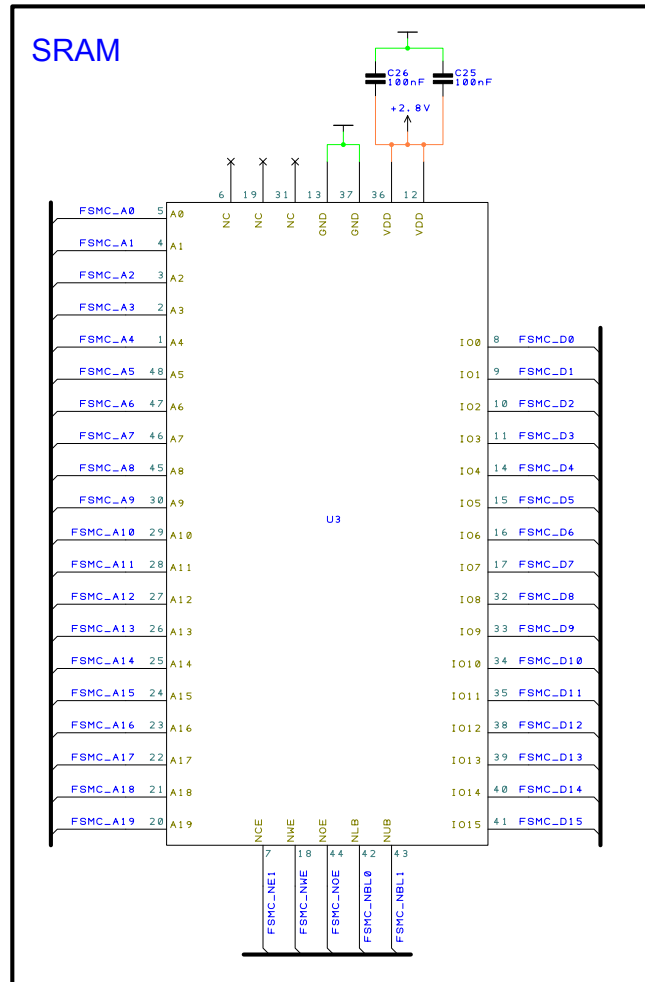 SRAM
C26
100nF
C25
100nF
+2.8V
6 19 31 13 37 36 12
NC NC NC GND GND VDD VDD
FSMC_A0 5 A0
FSMC_A1 4 A1
FSMC_A2 3 A2
FSMC_A3 2 A3
FSMC_A4 1 A4 IO0 8 FSMC_D0
FSMC_A5 48 A5 IO1 9 FSMC_D1
FSMC_A6 47 A6 IO2 10 FSMC_D2
FSMC_A7 46 A7 IO3 11 FSMC_D3
FSMC_A8 45 A8 IO4 14 FSMC_D4
FSMC_A9 30 A9 IO5 15 FSMC_D5
U3
FSMC_A10 29 A10 IO6 16 FSMC_D6
FSMC_A11 28 A11 IO7 17 FSMC_D7
FSMC_A12 27 A12 IO8 32 FSMC_D8
FSMC_A13 26 A13 IO9 33 FSMC_D9
FSMC_A14 25 A14 IO10 34 FSMC_D10
FSMC_A15 24 A15 IO11 35 FSMC_D11
FSMC_A16 23 A16 IO12 38 FSMC_D12
FSMC_A17 22 A17 IO13 39 FSMC_D13
FSMC_A18 21 A18 IO14 40 FSMC_D14
FSMC_A19 20 A19 IO15 41 FSMC_D15
NCE NWE NOE NLB NUB
7 18 44 42 43
FSMC_NE1 FSMC_NWE FSMC_NOE FSMC_NBL0 FSMC_NBL1